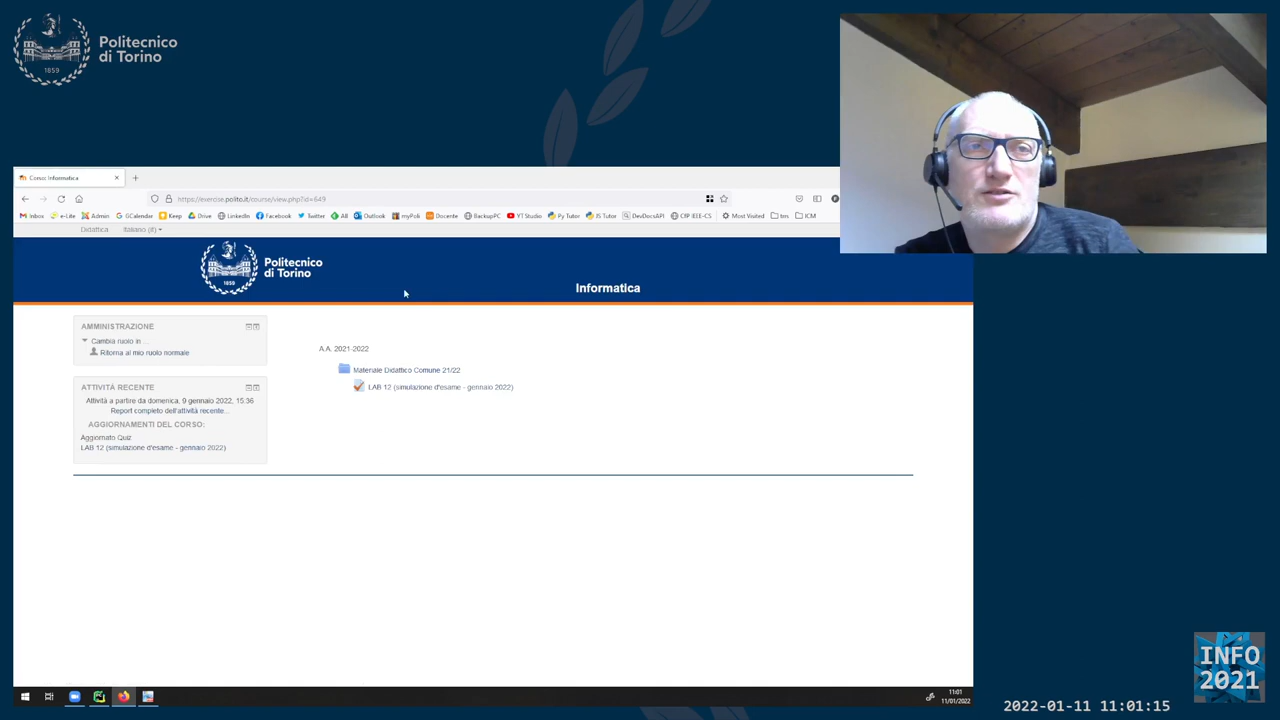 Politecnico
di Torino
1859
Corso Informatica
https://exercise.polito.it/course/view.php?id=649
Inbox e-Lite Admin GCalendar Keep Drive LinkedIn Facebook Twitter AB Outlook myPoli Docente BackupPC YT Studio Py Tutor JS Tutor DevDocsAPI CIP IEEE-CS Most Visited tms ICM
Didattica Italiano (it)
Politecnico
di Torino
1859
Informatica
AMMINISTRAZIONE
Cambia ruolo in ...
Ritorna al mio ruolo normale
ATTIVITÀ RECENTE
Attività a partire da domenica, 9 gennaio 2022, 15:36
Report completo dell'attività recente...
AGGIORNAMENTI DEL CORSO:
Aggiornato Quiz
LAB 12 (simulazione d'esame - gennaio 2022)
A.A. 2021-2022
Materiale Didattico Comune 21/22
LAB 12 (simulazione d'esame - gennaio 2022)
11:01
11/01/2022
INFO
2021
2022-01-11 11:01:15